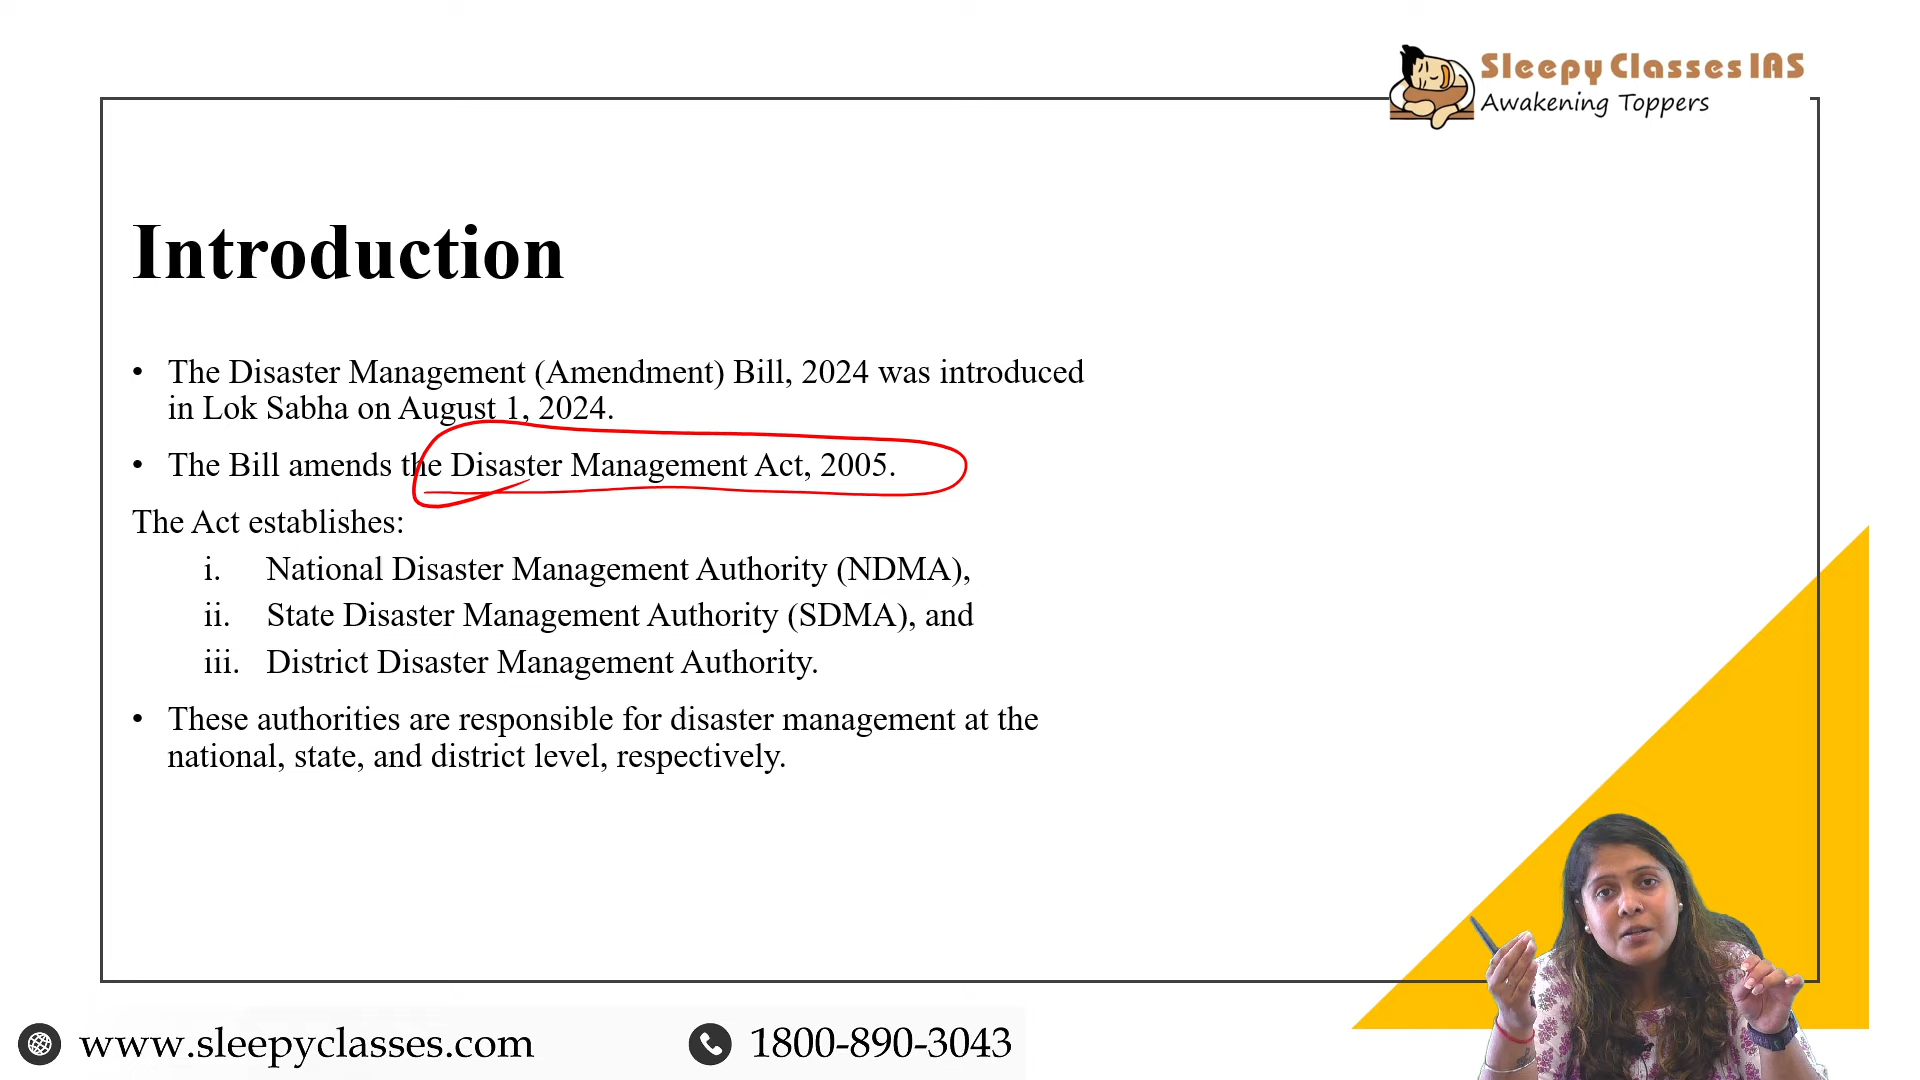 Sleepy Classes IAS
Awakening Toppers
Introduction
• The Disaster Management (Amendment) Bill, 2024 was introduced
in Lok Sabha on August 1, 2024.
• The Bill amends the Disaster Management Act, 2005.
The Act establishes:
i. National Disaster Management Authority (NDMA),
ii. State Disaster Management Authority (SDMA), and
iii. District Disaster Management Authority.
• These authorities are responsible for disaster management at the
national, state, and district level, respectively.
www.sleepyclasses.com
1800-890-3043